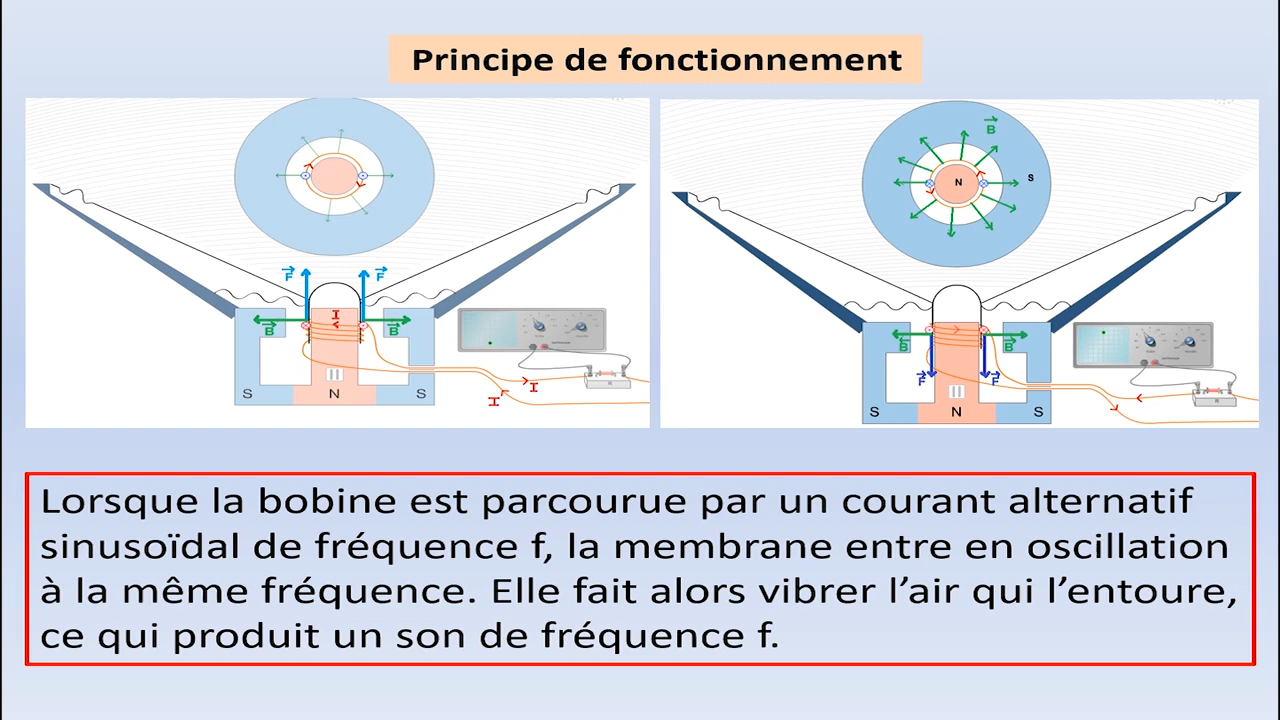 Principe de fonctionnement
B
N
S
F F
I
B B
I
I
S N S
B B
F F
S N S
Lorsque la bobine est parcourue par un courant alternatif
sinusoïdal de fréquence f, la membrane entre en oscillation
à la même fréquence. Elle fait alors vibrer l’air qui l’entoure,
ce qui produit un son de fréquence f.